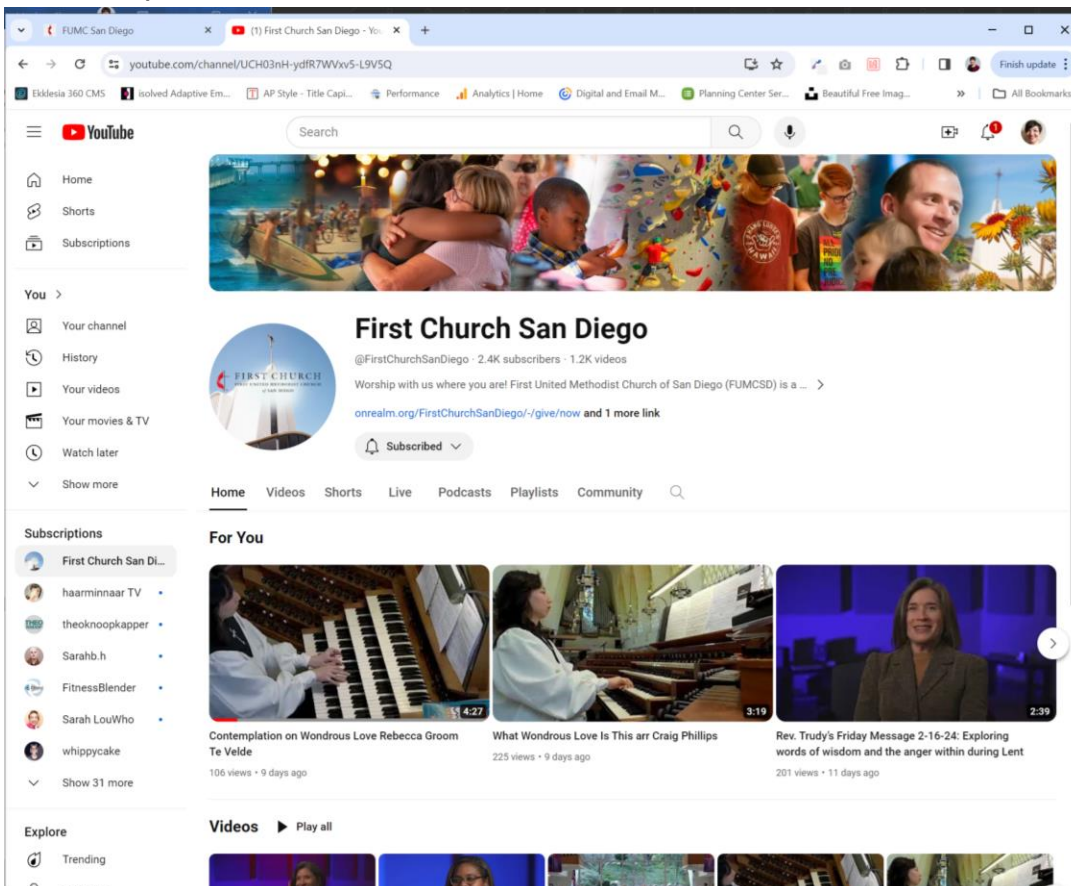 FUMC San Diego
(1) First Church San Diego - You
youtube.com/channel/UCH03nH-ydfR7WVxv5-L9V5Q
Finish update
Ekklesia 360 CMS
isolved Adaptive Em...
AP Style - Title Capi...
Performance
Analytics | Home
Digital and Email M...
Planning Center Ser...
Beautiful Free Imag...
»
All Bookmarks
YouTube
Search
1
Home
Shorts
Subscriptions
You >
Your channel
History
Your videos
Your movies & TV
Watch later
Show more
Subscriptions
First Church San Di...
haarminnaar TV
theoknoopkapper
Sarahb.h
FitnessBlender
Sarah LouWho
whippycake
Show 31 more
Explore
Trending
FIRST CHURCH
FIRST UNITED METHODIST CHURCH
of SAN DIEGO
First Church San Diego
@FirstChurchSanDiego · 2.4K subscribers · 1.2K videos
Worship with us where you are! First United Methodist Church of San Diego (FUMCSD) is a ...
onrealm.org/FirstChurchSanDiego/-/give/now and 1 more link
Subscribed
Home Videos Shorts Live Podcasts Playlists Community
For You
4:27
Contemplation on Wondrous Love Rebecca Groom
Te Velde
106 views • 9 days ago
3:19
What Wondrous Love Is This arr Craig Phillips
225 views • 9 days ago
2:39
Rev. Trudy's Friday Message 2-16-24: Exploring
words of wisdom and the anger within during Lent
201 views • 11 days ago
Videos Play all